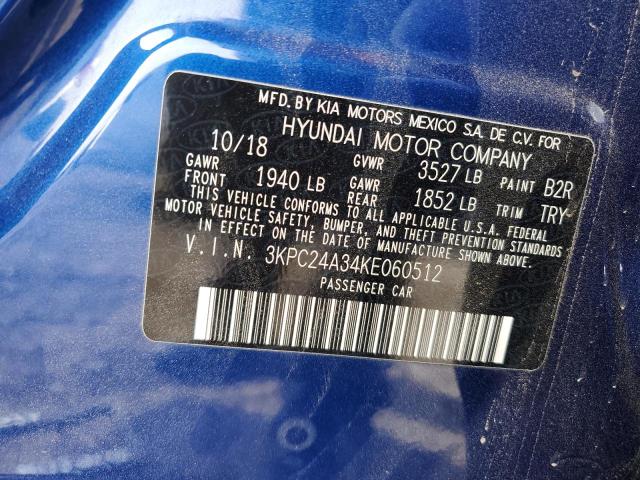 MFD. BY KIA MOTORS MEXICO S.A. DE C.V. FOR
HYUNDAI MOTOR COMPANY
10/18 GVWR 3527 LB PAINT B2R
GAWR FRONT 1940 LB GAWR REAR 1852 LB TRIM TRY
THIS VEHICLE CONFORMS TO ALL APPLICABLE U.S.A. FEDERAL
MOTOR VEHICLE SAFETY, BUMPER, AND THEFT PREVENTION STANDARDS
IN EFFECT ON THE DATE OF MANUFACTURE SHOWN ABOVE.
V.I.N. 3KPC24A34KE060512
PASSENGER CAR